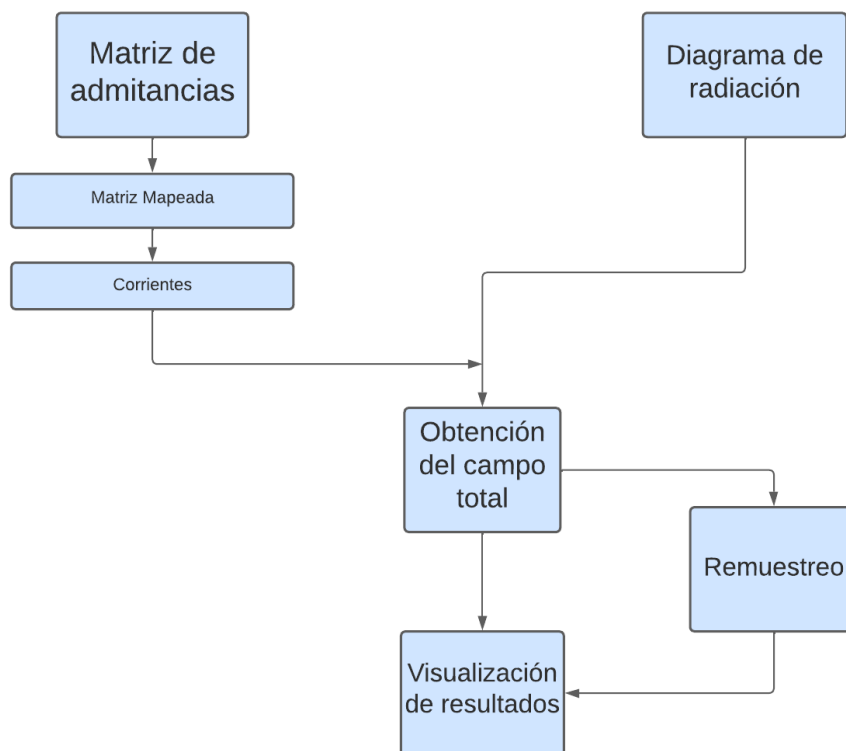 Matriz de
admitancias
Diagrama de
radiación
Matriz Mapeada
Corrientes
Obtención
del campo
total
Remuestreo
Visualización
de resultados